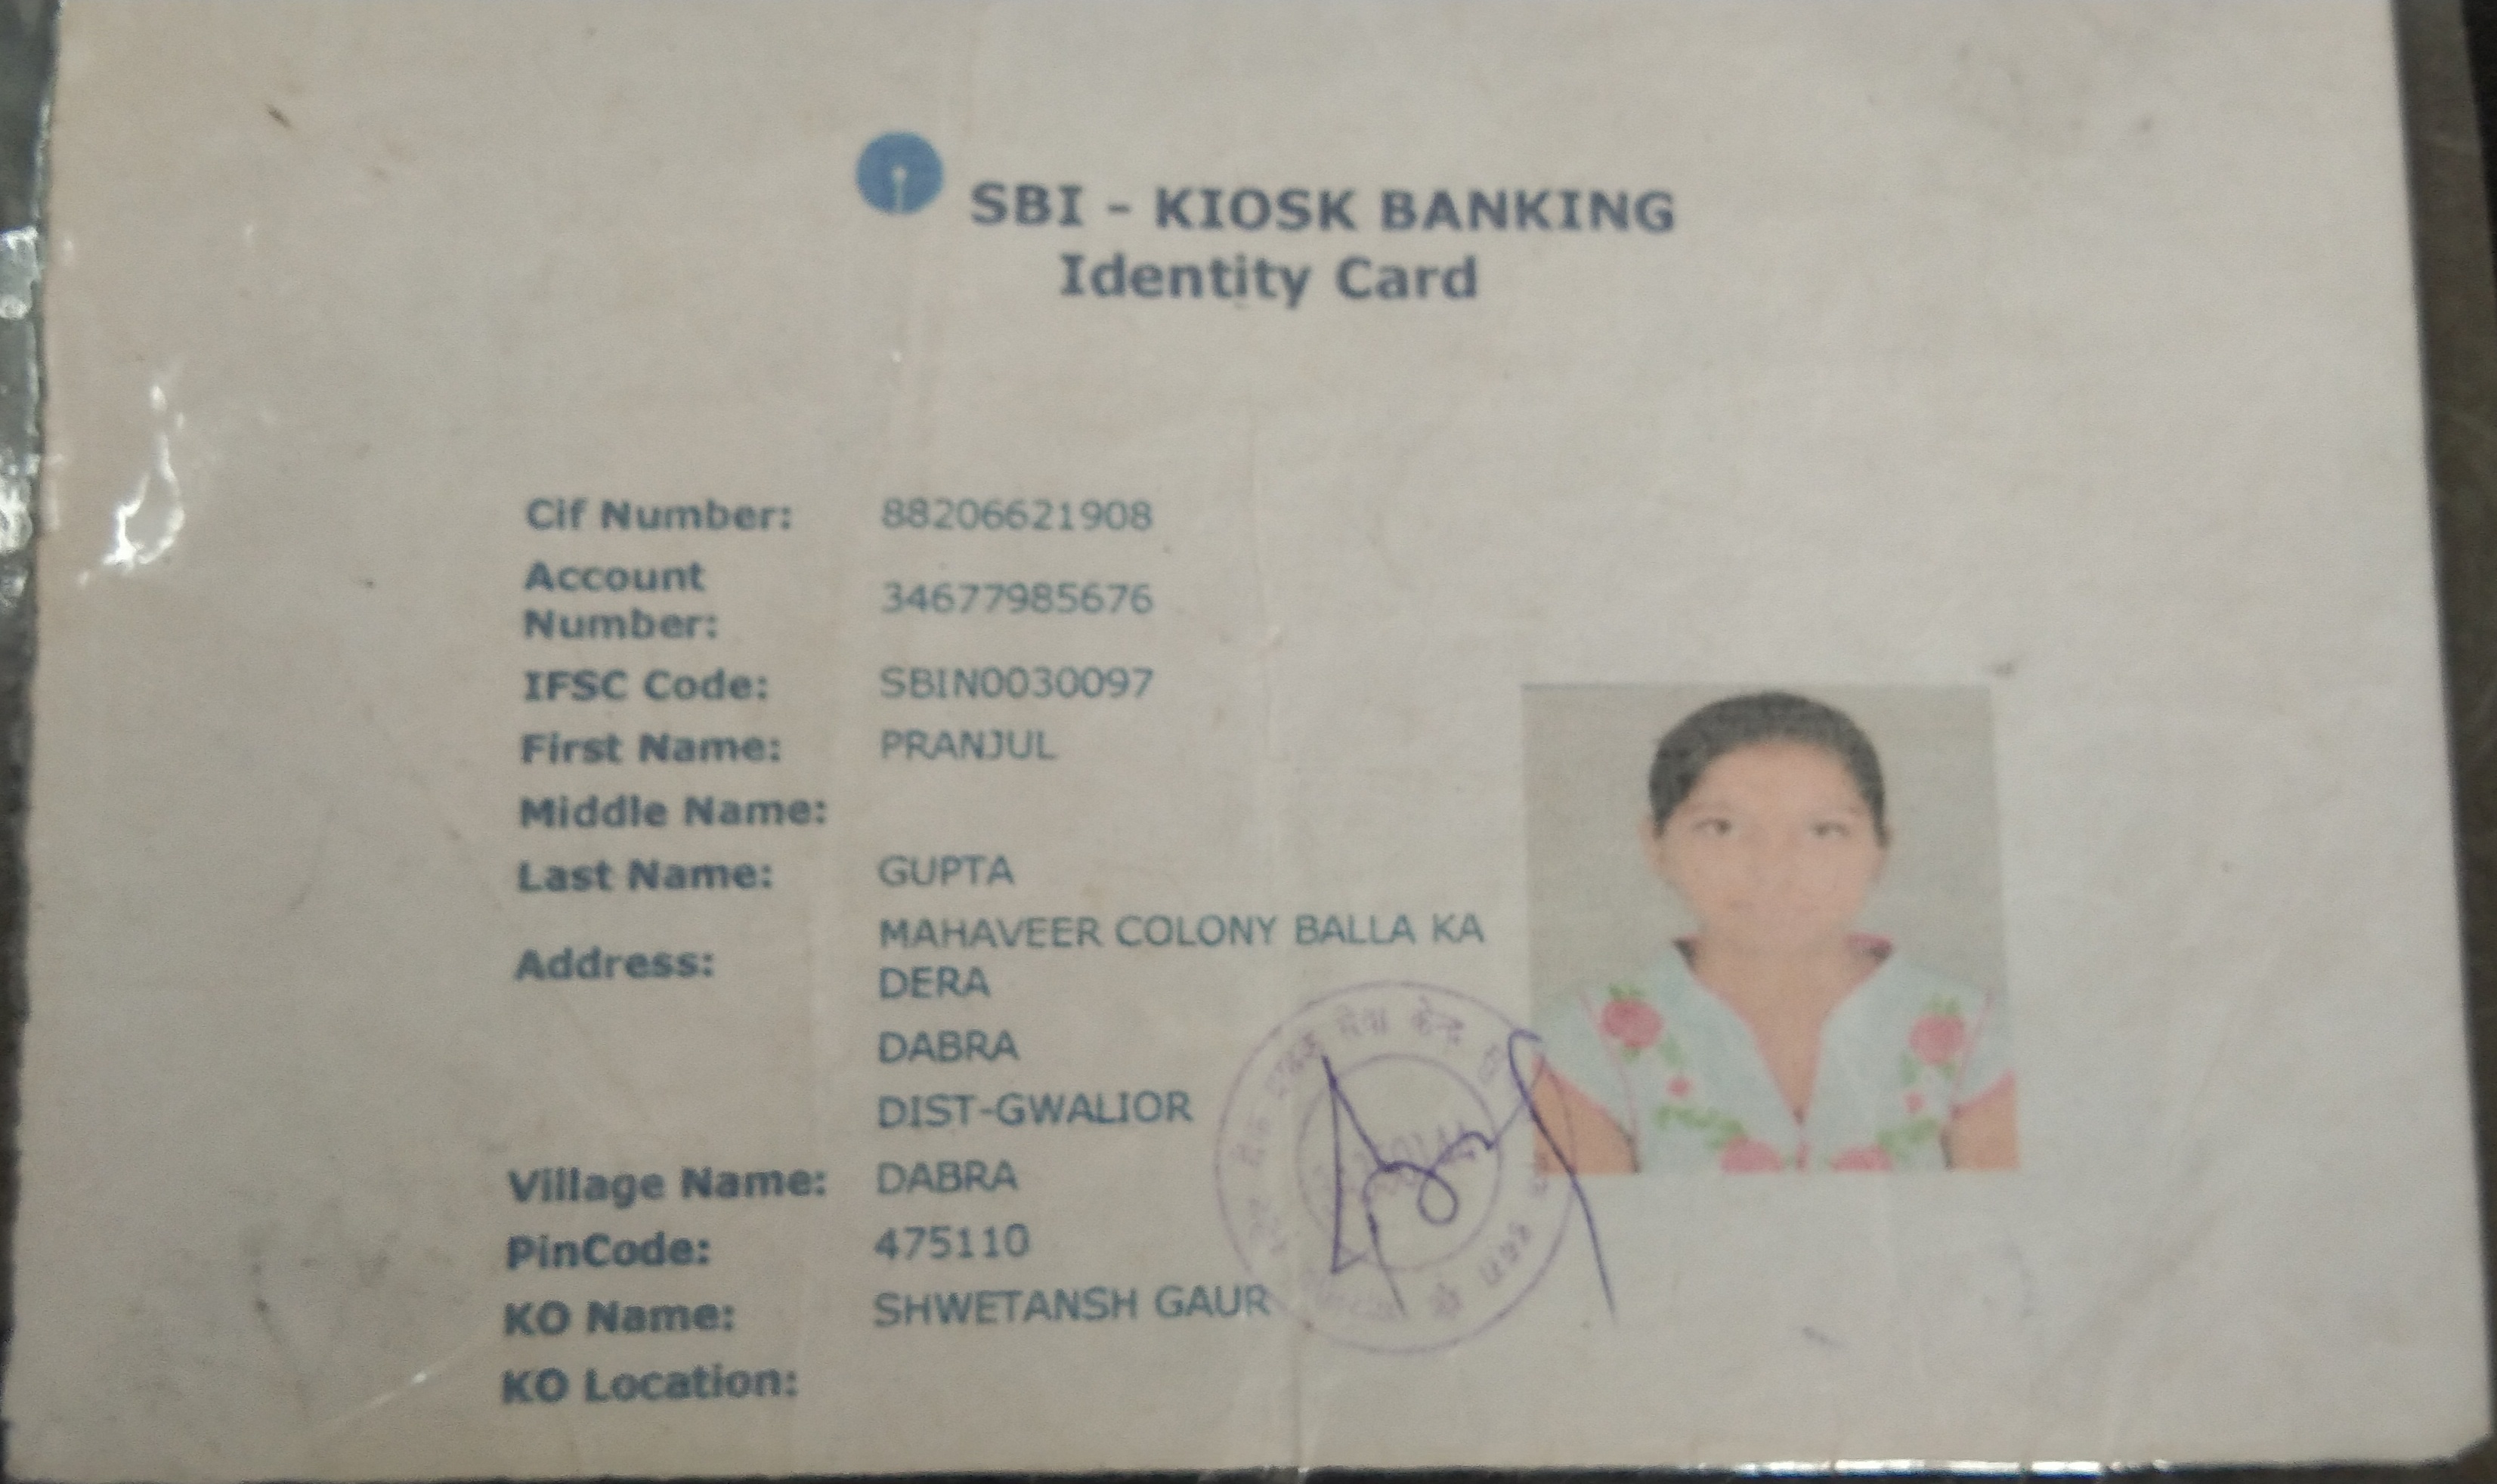 SBI - KIOSK BANKING
Identity Card
Cif Number: 88206621908
Account Number: 34677985676
IFSC Code: SBIN0030097
First Name: PRANJUL
Middle Name:
Last Name: GUPTA
Address: MAHAVEER COLONY BALLA KA
DERA
DABRA
DIST-GWALIOR
Village Name: DABRA
PinCode: 475110
KO Name: SHWETANSH GAUR
KO Location:
सेवा केन्द्र